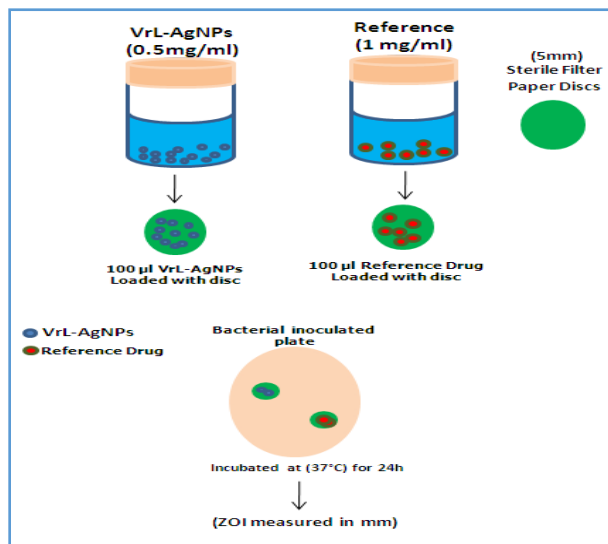 VrL-AgNPs
(0.5mg/ml)
Reference
(1 mg/ml)
(5mm)
Sterile Filter
Paper Discs
100 µl VrL-AgNPs
Loaded with disc
100 µl Reference Drug
Loaded with disc
VrL-AgNPs
Reference Drug
Bacterial inoculated
plate
Incubated at (37°C) for 24h
(ZOI measured in mm)